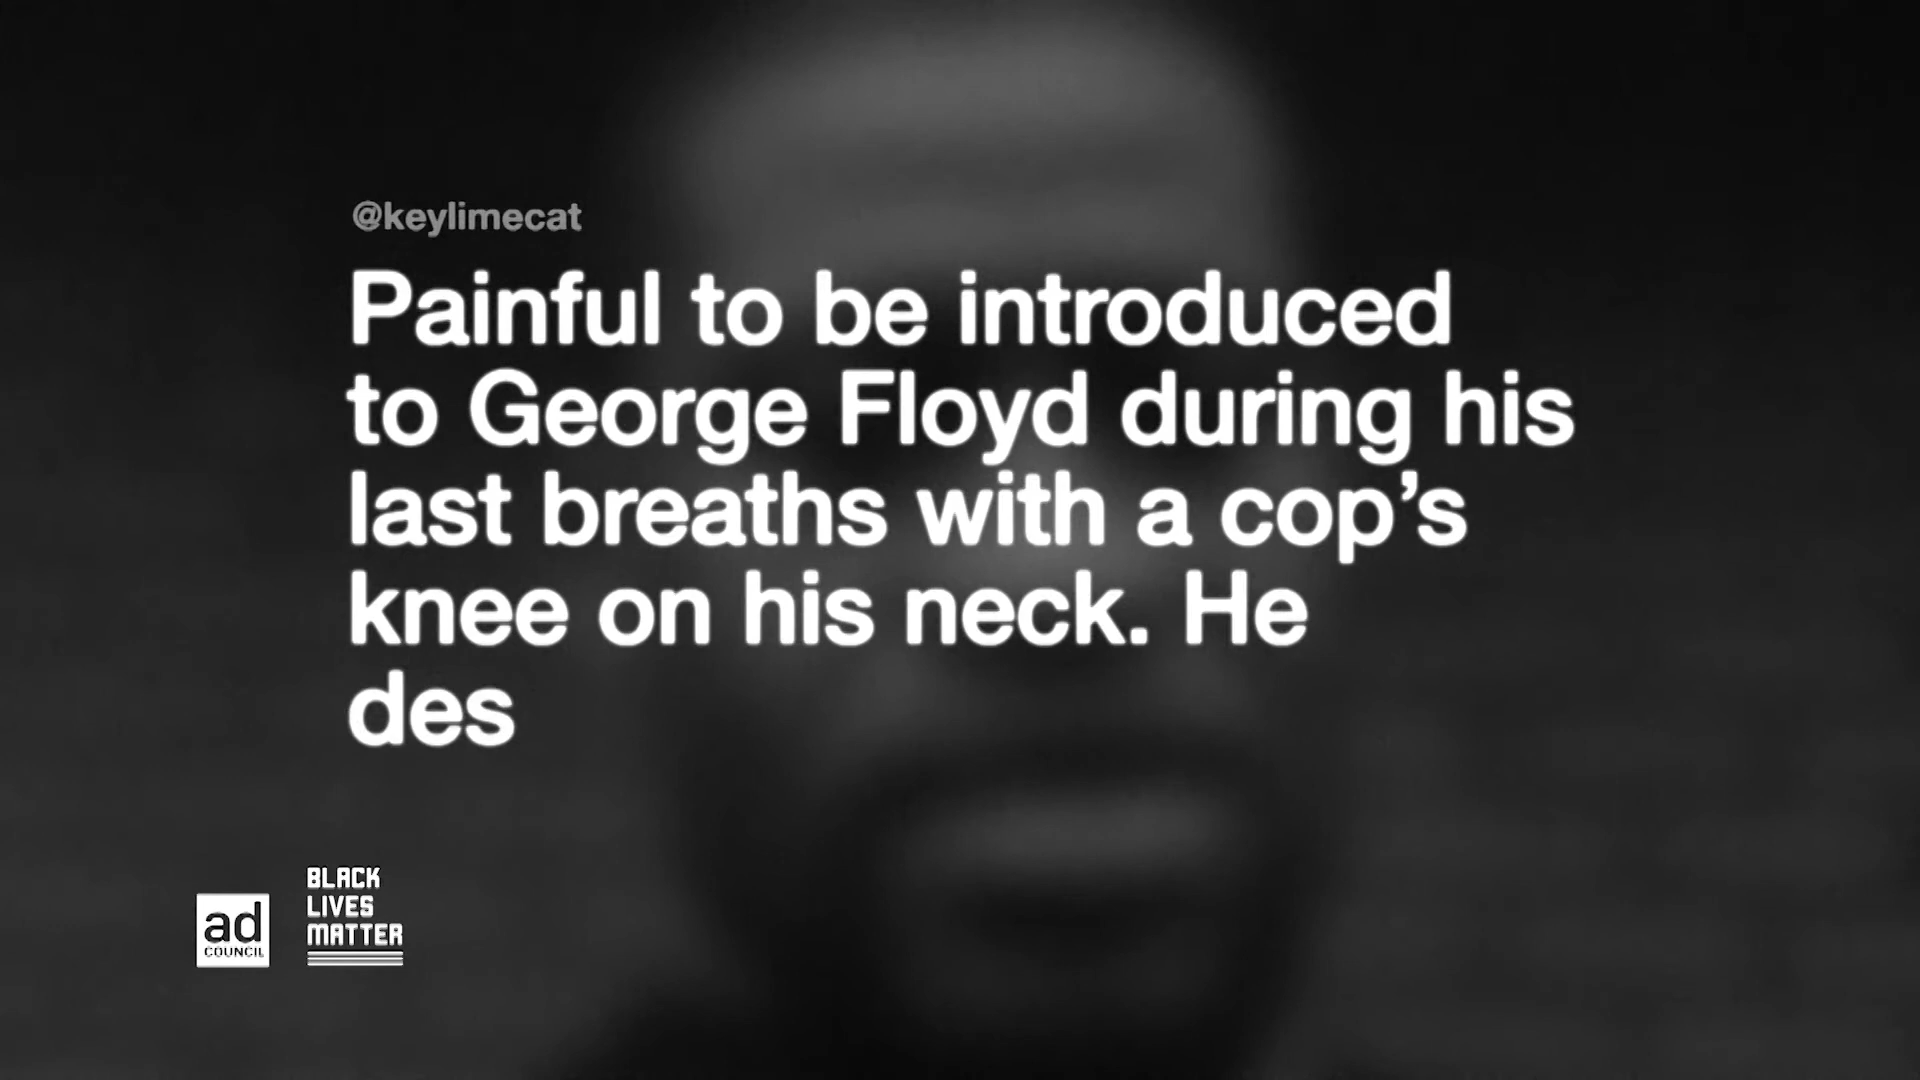 @keylimecat
Painful to be introduced
to George Floyd during his
last breaths with a cop’s
knee on his neck. He
des
BLACK
LIVES
MATTER
ad
COUNCIL